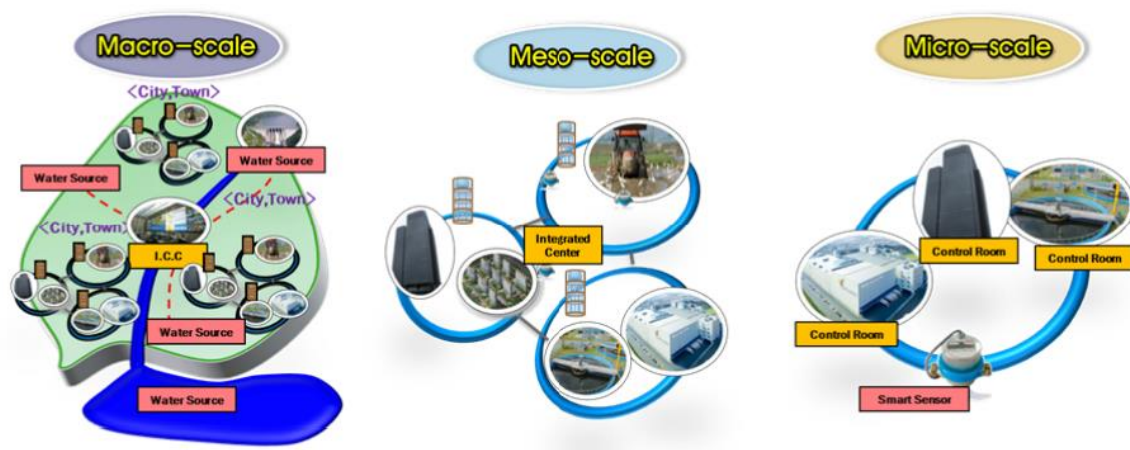 Macro-scale
<City,Town>
Water Source
Water Source
<City,Town>
<City,Town>
I.C.C
Water Source
Water Source
Meso-scale
Integrated
Center
Micro-scale
Control Room
Control Room
Control Room
Smart Sensor